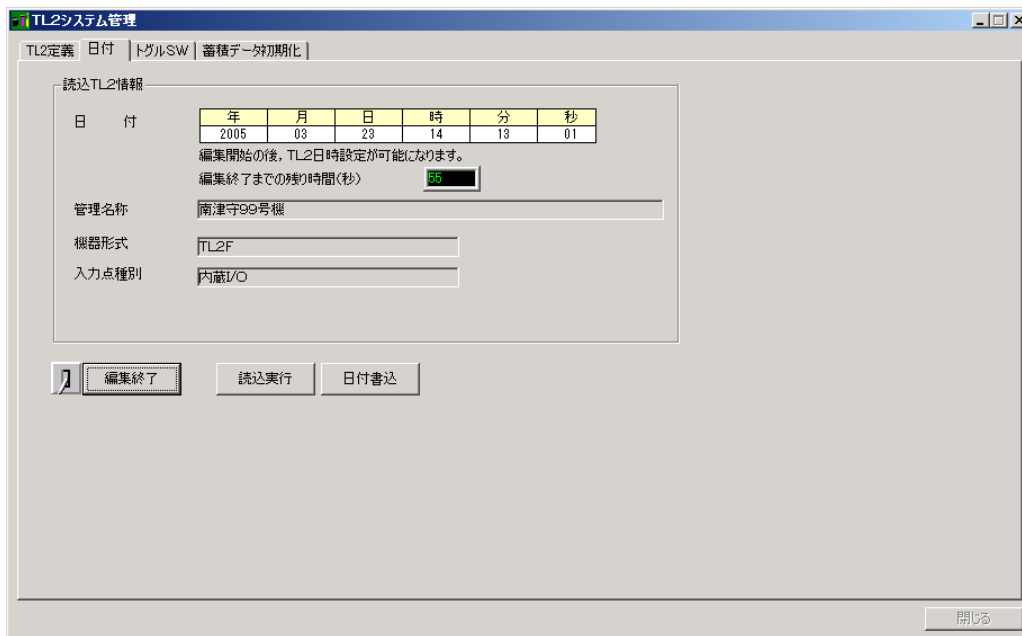 TL2システム管理
TL2定義 日付 トグルSW 蓄積データ初期化
読込TL2情報
日 付
年 月 日 時 分 秒
2005 03 23 14 13 01
編集開始の後，TL2日時設定が可能になります。
編集終了までの残り時間(秒) 55
管理名称 南津守99号機
機器形式 TL2F
入力点種別 内蔵I/O
編集終了 読込実行 日付書込
閉じる